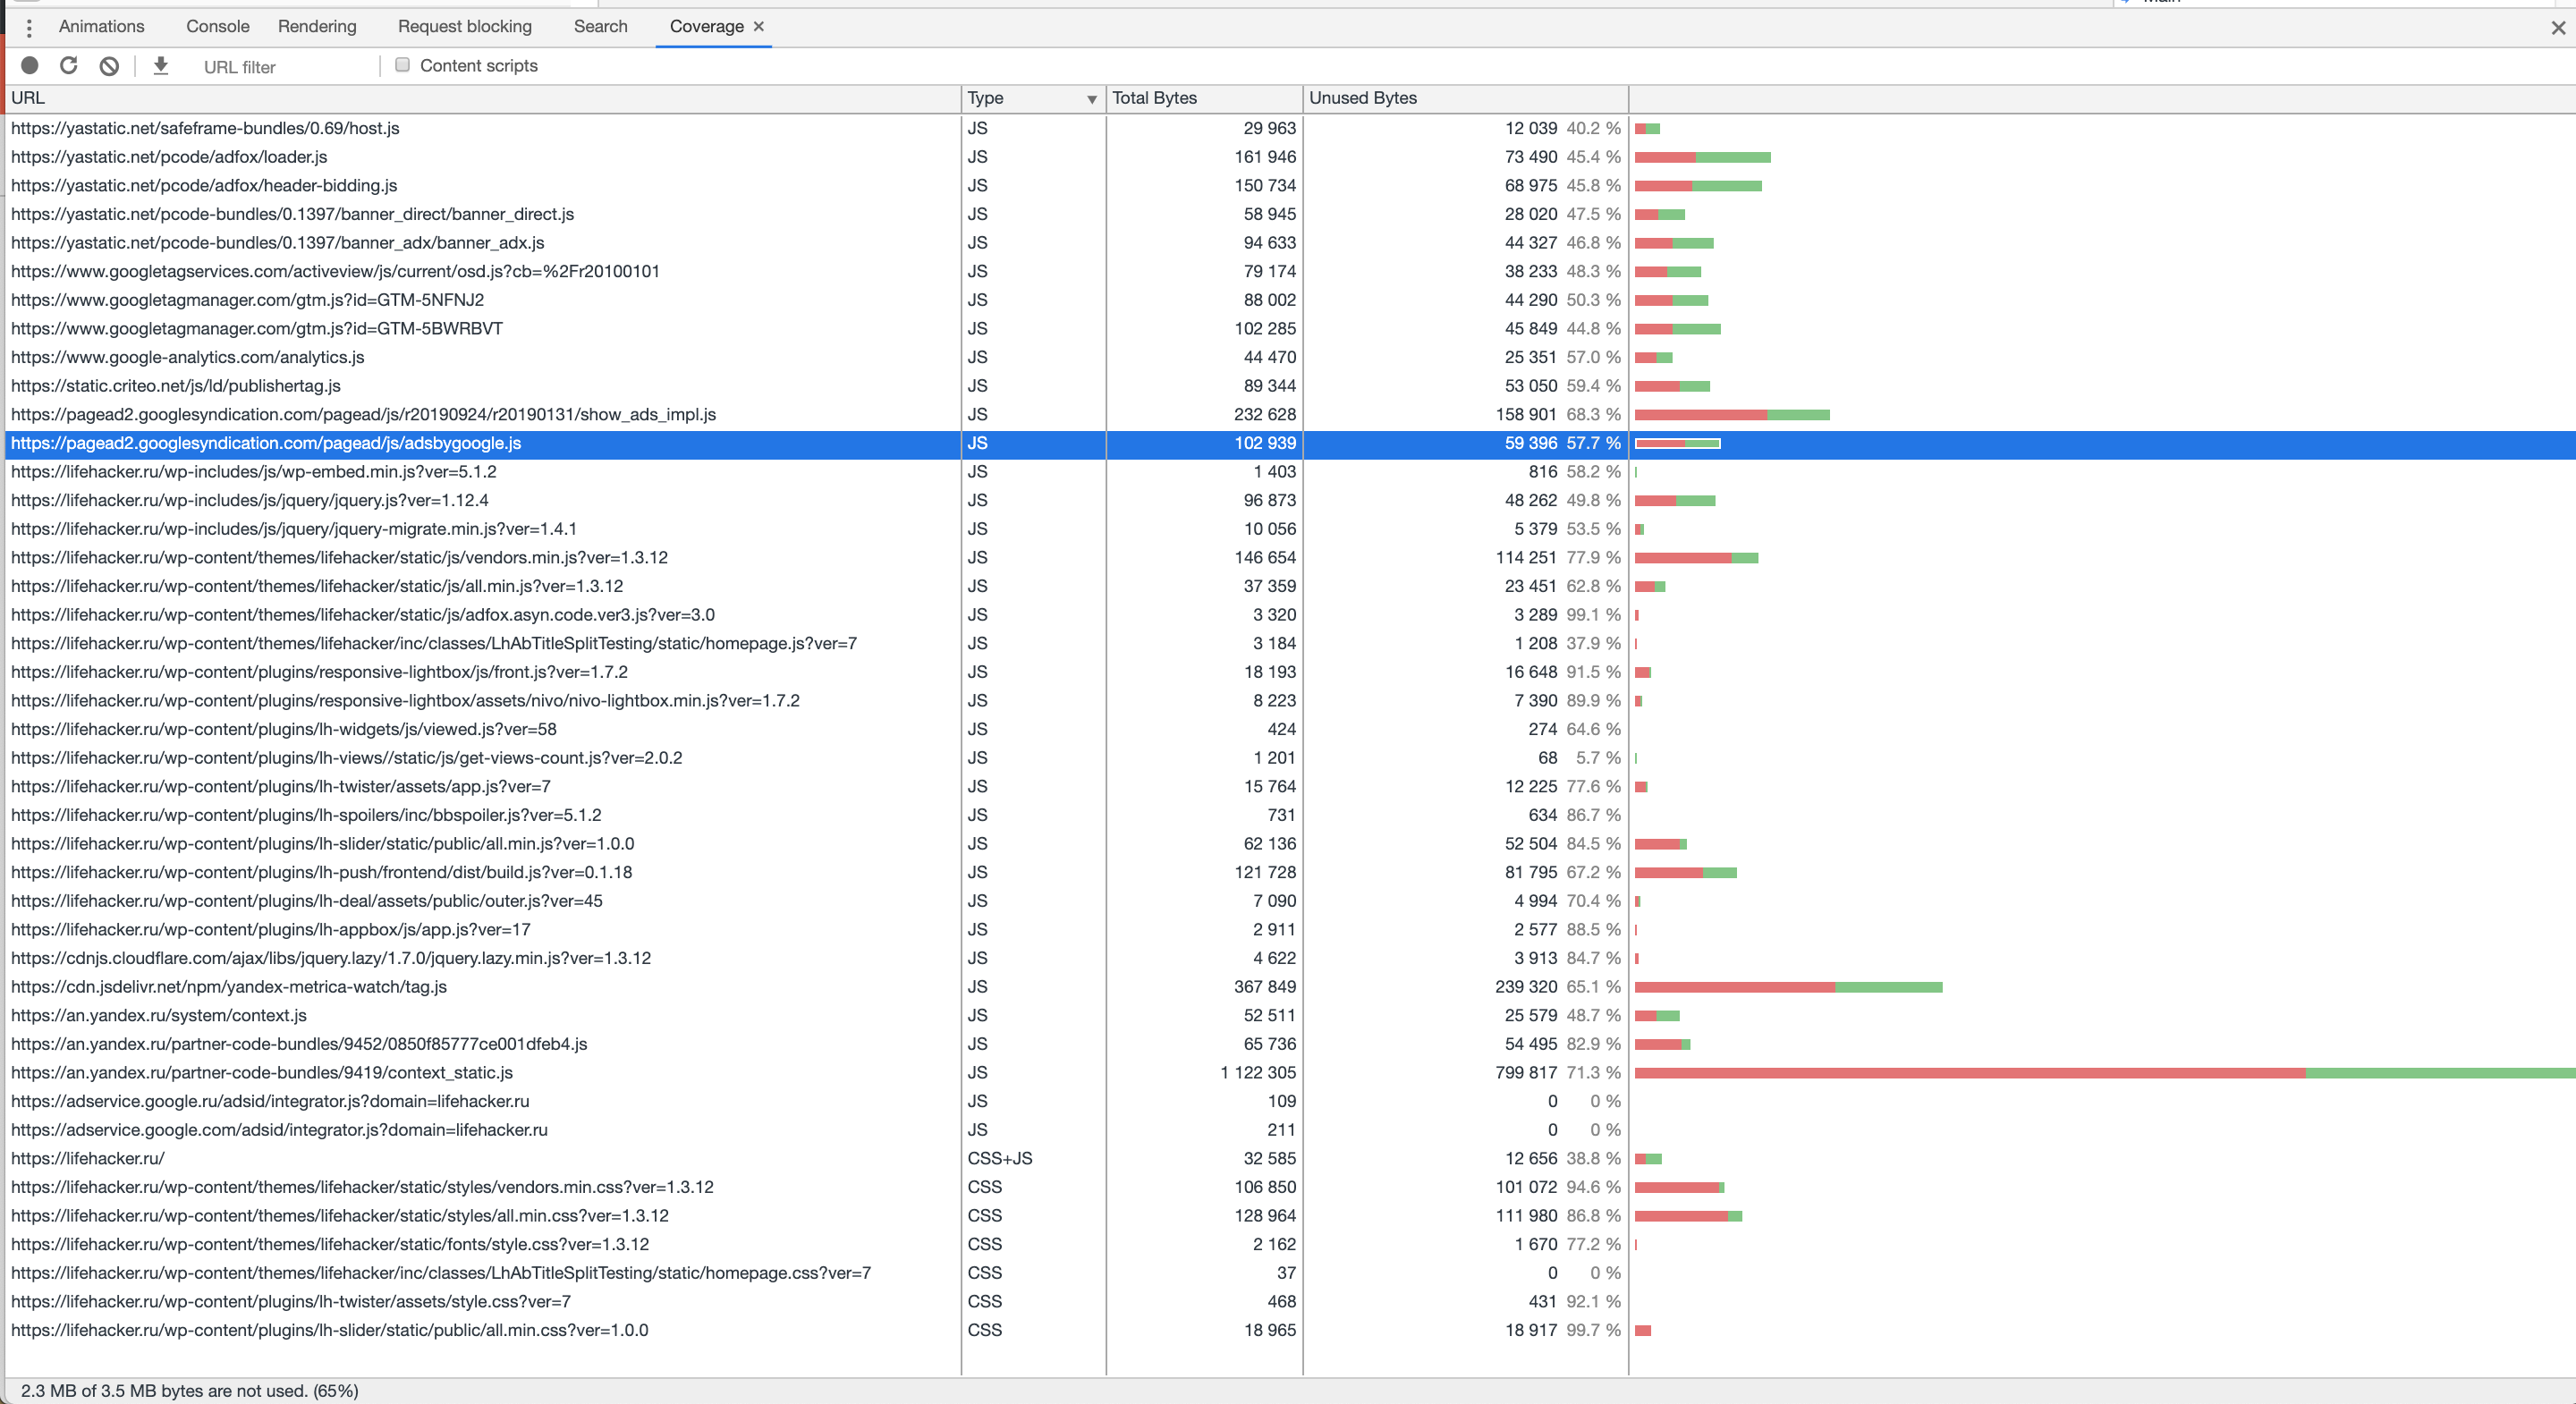 Main
Animations Console Rendering Request blocking Search Coverage ×
URL filter Content scripts
URL Type Total Bytes Unused Bytes
https://yastatic.net/safeframe-bundles/0.69/host.js JS 29 963 12 039 40.2 %
https://yastatic.net/pcode/adfox/loader.js JS 161 946 73 490 45.4 %
https://yastatic.net/pcode/adfox/header-bidding.js JS 150 734 68 975 45.8 %
https://yastatic.net/pcode-bundles/0.1397/banner_direct/banner_direct.js JS 58 945 28 020 47.5 %
https://yastatic.net/pcode-bundles/0.1397/banner_adx/banner_adx.js JS 94 633 44 327 46.8 %
https://www.googletagservices.com/activeview/js/current/osd.js?cb=%2Fr20100101 JS 79 174 38 233 48.3 %
https://www.googletagmanager.com/gtm.js?id=GTM-5NFNJ2 JS 88 002 44 290 50.3 %
https://www.googletagmanager.com/gtm.js?id=GTM-5BWRBVT JS 102 285 45 849 44.8 %
https://www.google-analytics.com/analytics.js JS 44 470 25 351 57.0 %
https://static.criteo.net/js/ld/publishertag.js JS 89 344 53 050 59.4 %
https://pagead2.googlesyndication.com/pagead/js/r20190924/r20190131/show_ads_impl.js JS 232 628 158 901 68.3 %
https://pagead2.googlesyndication.com/pagead/js/adsbygoogle.js JS 102 939 59 396 57.7 %
https://lifehacker.ru/wp-includes/js/wp-embed.min.js?ver=5.1.2 JS 1 403 816 58.2 %
https://lifehacker.ru/wp-includes/js/jquery/jquery.js?ver=1.12.4 JS 96 873 48 262 49.8 %
https://lifehacker.ru/wp-includes/js/jquery/jquery-migrate.min.js?ver=1.4.1 JS 10 056 5 379 53.5 %
https://lifehacker.ru/wp-content/themes/lifehacker/static/js/vendors.min.js?ver=1.3.12 JS 146 654 114 251 77.9 %
https://lifehacker.ru/wp-content/themes/lifehacker/static/js/all.min.js?ver=1.3.12 JS 37 359 23 451 62.8 %
https://lifehacker.ru/wp-content/themes/lifehacker/static/js/adfox.asyn.code.ver3.js?ver=3.0 JS 3 320 3 289 99.1 %
https://lifehacker.ru/wp-content/themes/lifehacker/inc/classes/LhAbTitleSplitTesting/static/homepage.js?ver=7 JS 3 184 1 208 37.9 %
https://lifehacker.ru/wp-content/plugins/responsive-lightbox/js/front.js?ver=1.7.2 JS 18 193 16 648 91.5 %
https://lifehacker.ru/wp-content/plugins/responsive-lightbox/assets/nivo/nivo-lightbox.min.js?ver=1.7.2 JS 8 223 7 390 89.9 %
https://lifehacker.ru/wp-content/plugins/lh-widgets/js/viewed.js?ver=58 JS 424 274 64.6 %
https://lifehacker.ru/wp-content/plugins/lh-views//static/js/get-views-count.js?ver=2.0.2 JS 1 201 68 5.7 %
https://lifehacker.ru/wp-content/plugins/lh-twister/assets/app.js?ver=7 JS 15 764 12 225 77.6 %
https://lifehacker.ru/wp-content/plugins/lh-spoilers/inc/bbspoiler.js?ver=5.1.2 JS 731 634 86.7 %
https://lifehacker.ru/wp-content/plugins/lh-slider/static/public/all.min.js?ver=1.0.0 JS 62 136 52 504 84.5 %
https://lifehacker.ru/wp-content/plugins/lh-push/frontend/dist/build.js?ver=0.1.18 JS 121 728 81 795 67.2 %
https://lifehacker.ru/wp-content/plugins/lh-deal/assets/public/outer.js?ver=45 JS 7 090 4 994 70.4 %
https://lifehacker.ru/wp-content/plugins/lh-appbox/js/app.js?ver=17 JS 2 911 2 577 88.5 %
https://cdnjs.cloudflare.com/ajax/libs/jquery.lazy/1.7.0/jquery.lazy.min.js?ver=1.3.12 JS 4 622 3 913 84.7 %
https://cdn.jsdelivr.net/npm/yandex-metrica-watch/tag.js JS 367 849 239 320 65.1 %
https://an.yandex.ru/system/context.js JS 52 511 25 579 48.7 %
https://an.yandex.ru/partner-code-bundles/9452/0850f85777ce001dfeb4.js JS 65 736 54 495 82.9 %
https://an.yandex.ru/partner-code-bundles/9419/context_static.js JS 1 122 305 799 817 71.3 %
https://adservice.google.ru/adsid/integrator.js?domain=lifehacker.ru JS 109 0 0 %
https://adservice.google.com/adsid/integrator.js?domain=lifehacker.ru JS 211 0 0 %
https://lifehacker.ru/ CSS+JS 32 585 12 656 38.8 %
https://lifehacker.ru/wp-content/themes/lifehacker/static/styles/vendors.min.css?ver=1.3.12 CSS 106 850 101 072 94.6 %
https://lifehacker.ru/wp-content/themes/lifehacker/static/styles/all.min.css?ver=1.3.12 CSS 128 964 111 980 86.8 %
https://lifehacker.ru/wp-content/themes/lifehacker/static/fonts/style.css?ver=1.3.12 CSS 2 162 1 670 77.2 %
https://lifehacker.ru/wp-content/themes/lifehacker/inc/classes/LhAbTitleSplitTesting/static/homepage.css?ver=7 CSS 37 0 0 %
https://lifehacker.ru/wp-content/plugins/lh-twister/assets/style.css?ver=7 CSS 468 431 92.1 %
https://lifehacker.ru/wp-content/plugins/lh-slider/static/public/all.min.css?ver=1.0.0 CSS 18 965 18 917 99.7 %
2.3 MB of 3.5 MB bytes are not used. (65%)